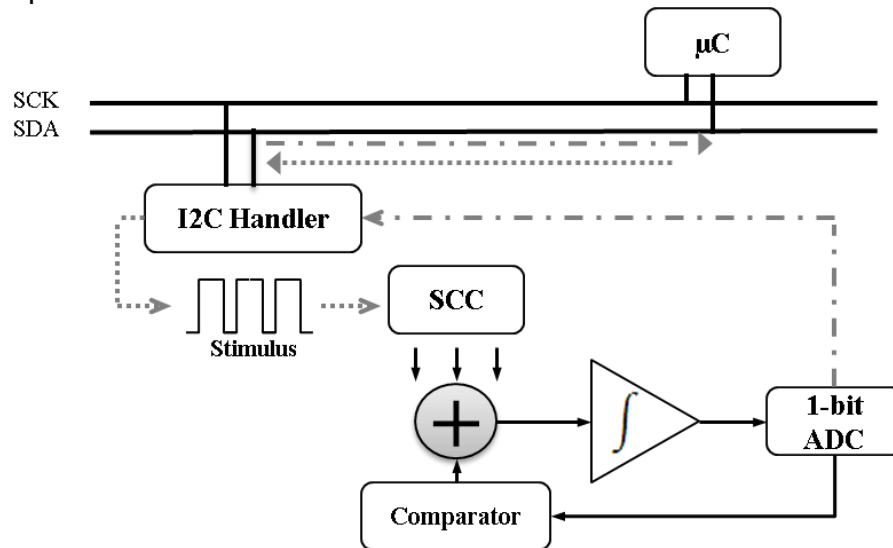 μC
SCK
SDA
I2C Handler
SCC
Stimulus
+
∫
1-bit
ADC
Comparator